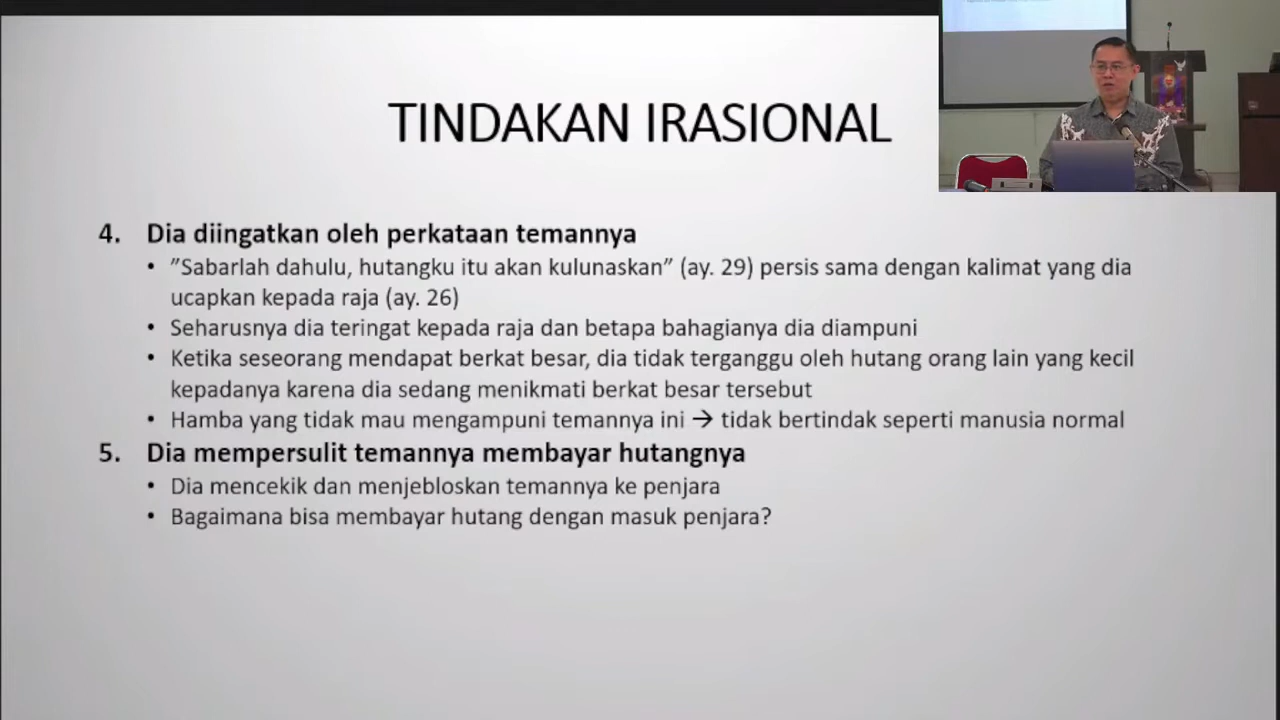 TINDAKAN IRASIONAL
4. Dia diingatkan oleh perkataan temannya
• ”Sabarlah dahulu, hutangku itu akan kulunaskan” (ay. 29) persis sama dengan kalimat yang dia
ucapkan kepada raja (ay. 26)
• Seharusnya dia teringat kepada raja dan betapa bahagianya dia diampuni
• Ketika seseorang mendapat berkat besar, dia tidak terganggu oleh hutang orang lain yang kecil
kepadanya karena dia sedang menikmati berkat besar tersebut
• Hamba yang tidak mau mengampuni temannya ini → tidak bertindak seperti manusia normal
5. Dia mempersulit temannya membayar hutangnya
• Dia mencekik dan menjebloskan temannya ke penjara
• Bagaimana bisa membayar hutang dengan masuk penjara?